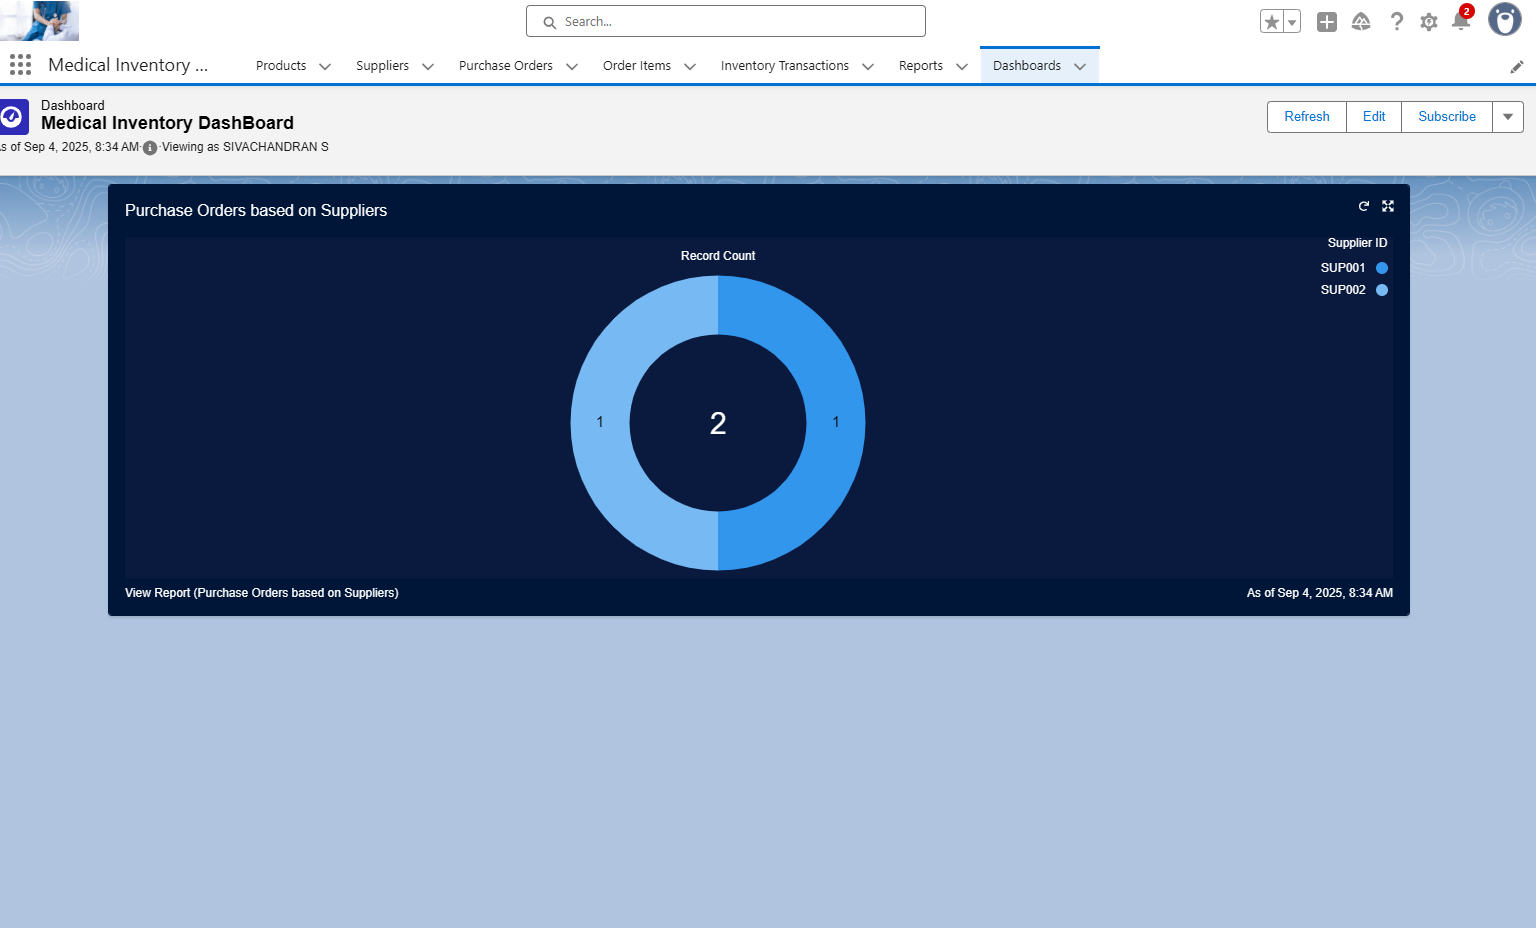 Search...
2
Medical Inventory ...
Products
Suppliers
Purchase Orders
Order Items
Inventory Transactions
Reports
Dashboards
Dashboard
Medical Inventory DashBoard
s of Sep 4, 2025, 8:34 AM·Viewing as SIVACHANDRAN S
Refresh
Edit
Subscribe
Purchase Orders based on Suppliers
Record Count
Supplier ID
SUP001
SUP002
1
2
1
View Report (Purchase Orders based on Suppliers)
As of Sep 4, 2025, 8:34 AM